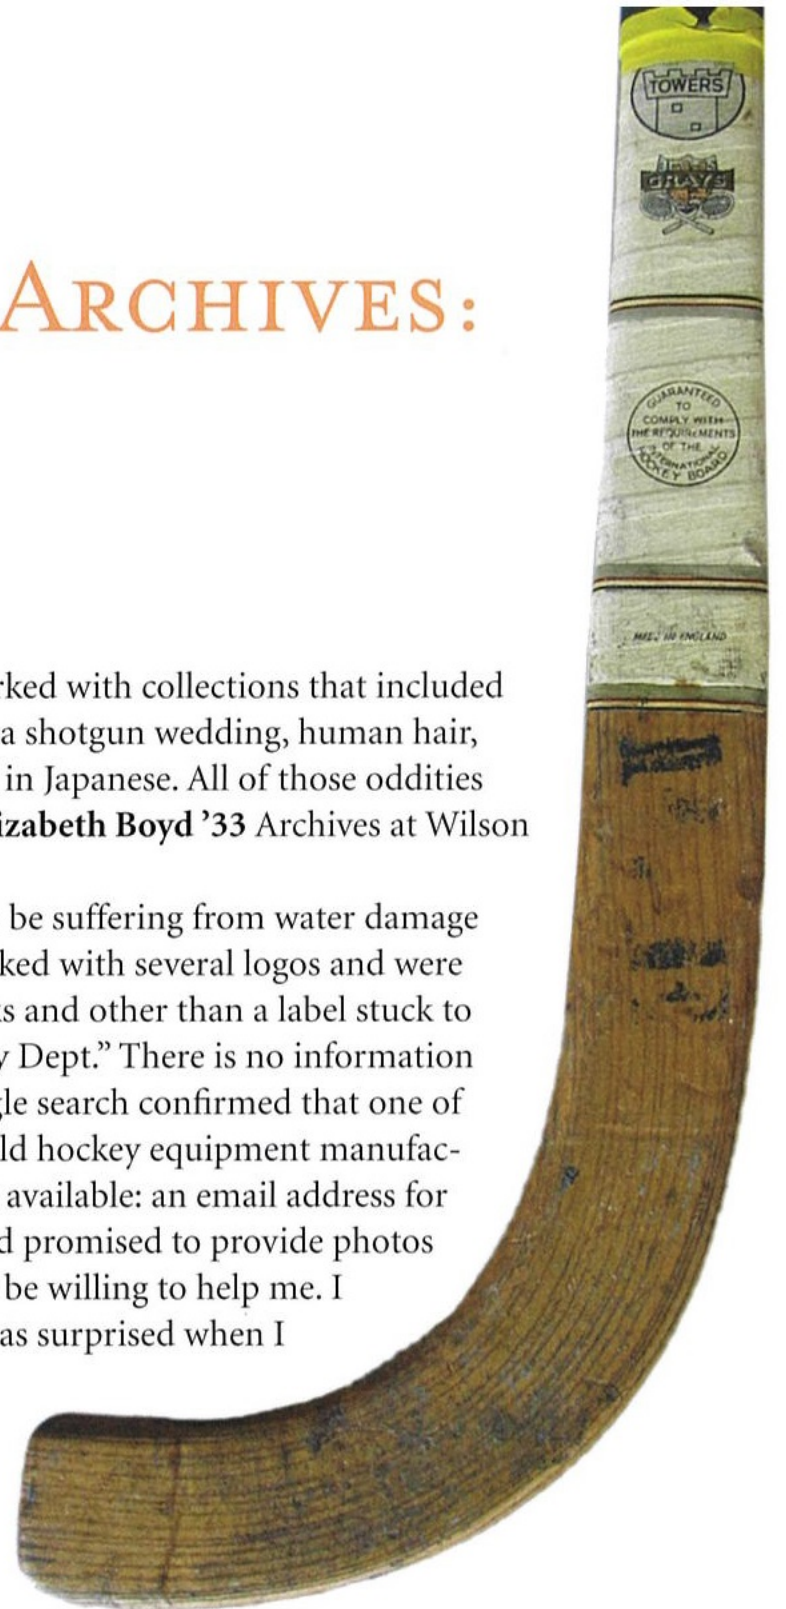 ARCHIVES:
rked with collections that included
a shotgun wedding, human hair,
in Japanese. All of those oddities
izabeth Boyd ’33 Archives at Wilson
be suffering from water damage
ked with several logos and were
s and other than a label stuck to
y Dept.” There is no information
gle search confirmed that one of
ld hockey equipment manufac-
available: an email address for
d promised to provide photos
be willing to help me. I
as surprised when I
TOWERS
GRAYS
GUARANTEED
TO
COMPLY WITH
THE REQUIREMENTS
OF THE
INTERNATIONAL
HOCKEY BOARD
MADE IN ENGLAND